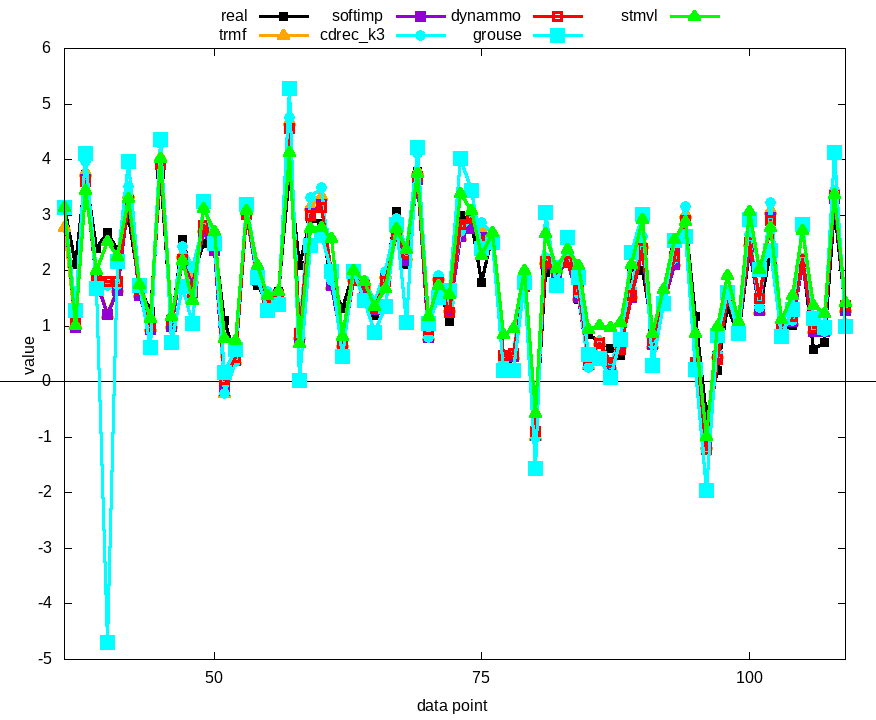 real softimp dynammo stmvl
trmf cdrec_k3 grouse
6
5
4
3
2
1
0
-1
-2
-3
-4
-5
value
50 75 100
data point